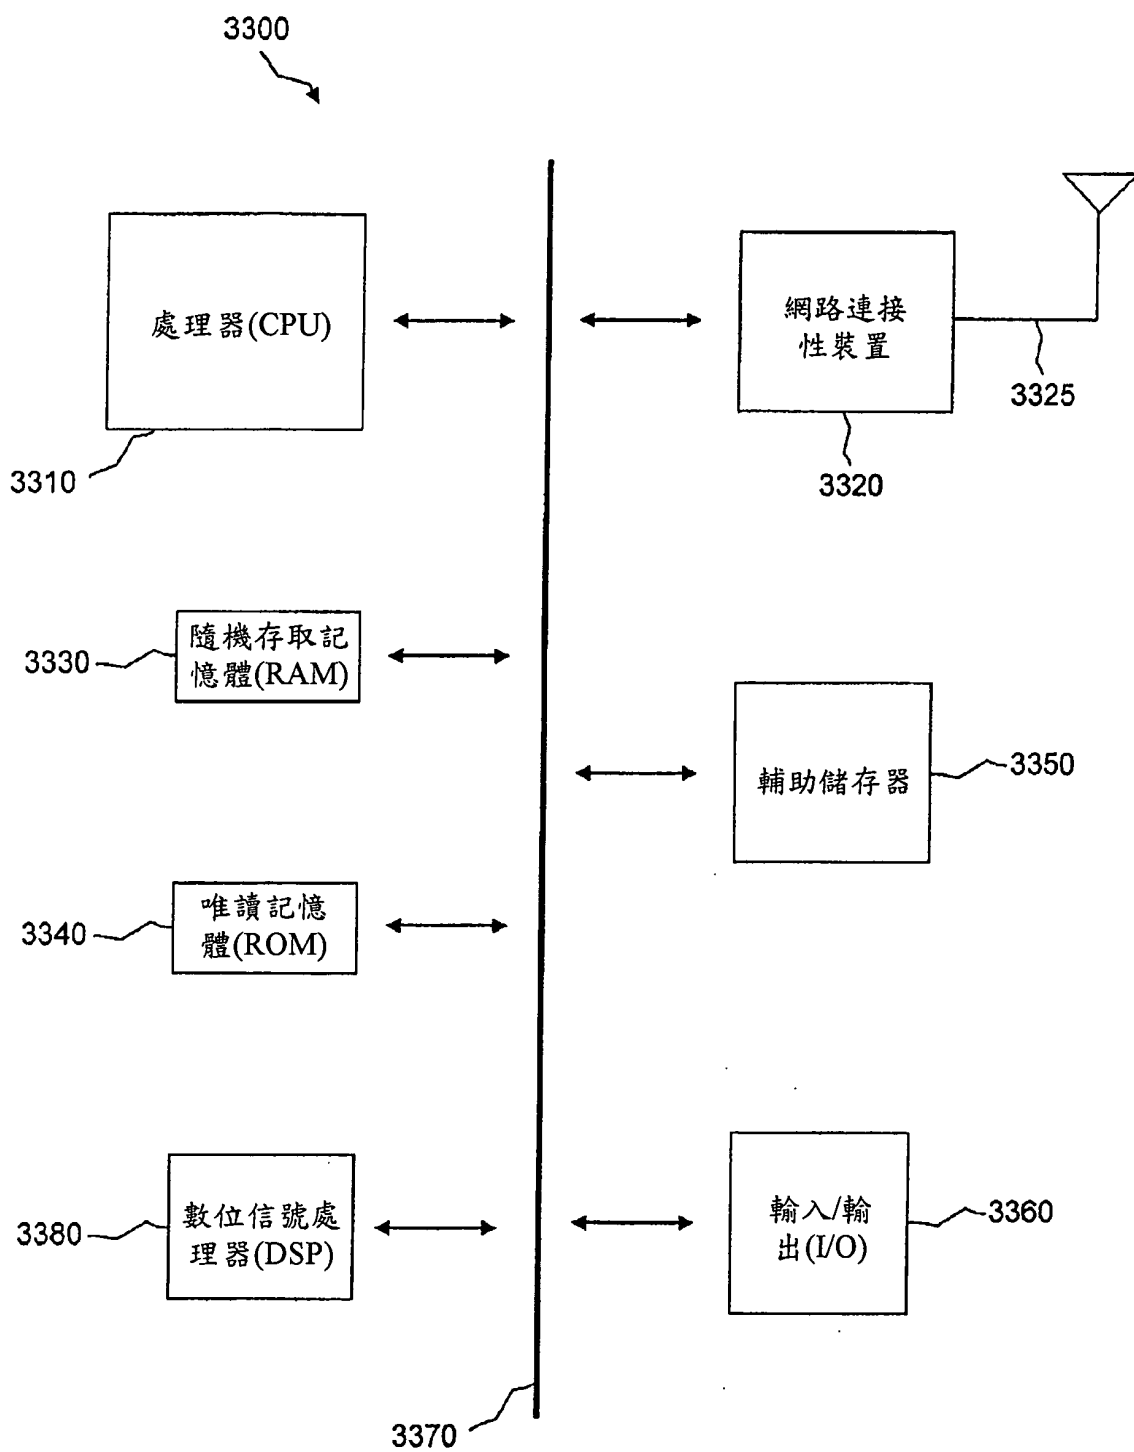 3300
處理器(CPU)
3310
網路連接
性裝置
3325
3320
隨機存取記
憶體(RAM)
3330
輔助儲存器
3350
唯讀記憶
體(ROM)
3340
數位信號處
理器(DSP)
3380
輸入/輸
出(I/O)
3360
3370